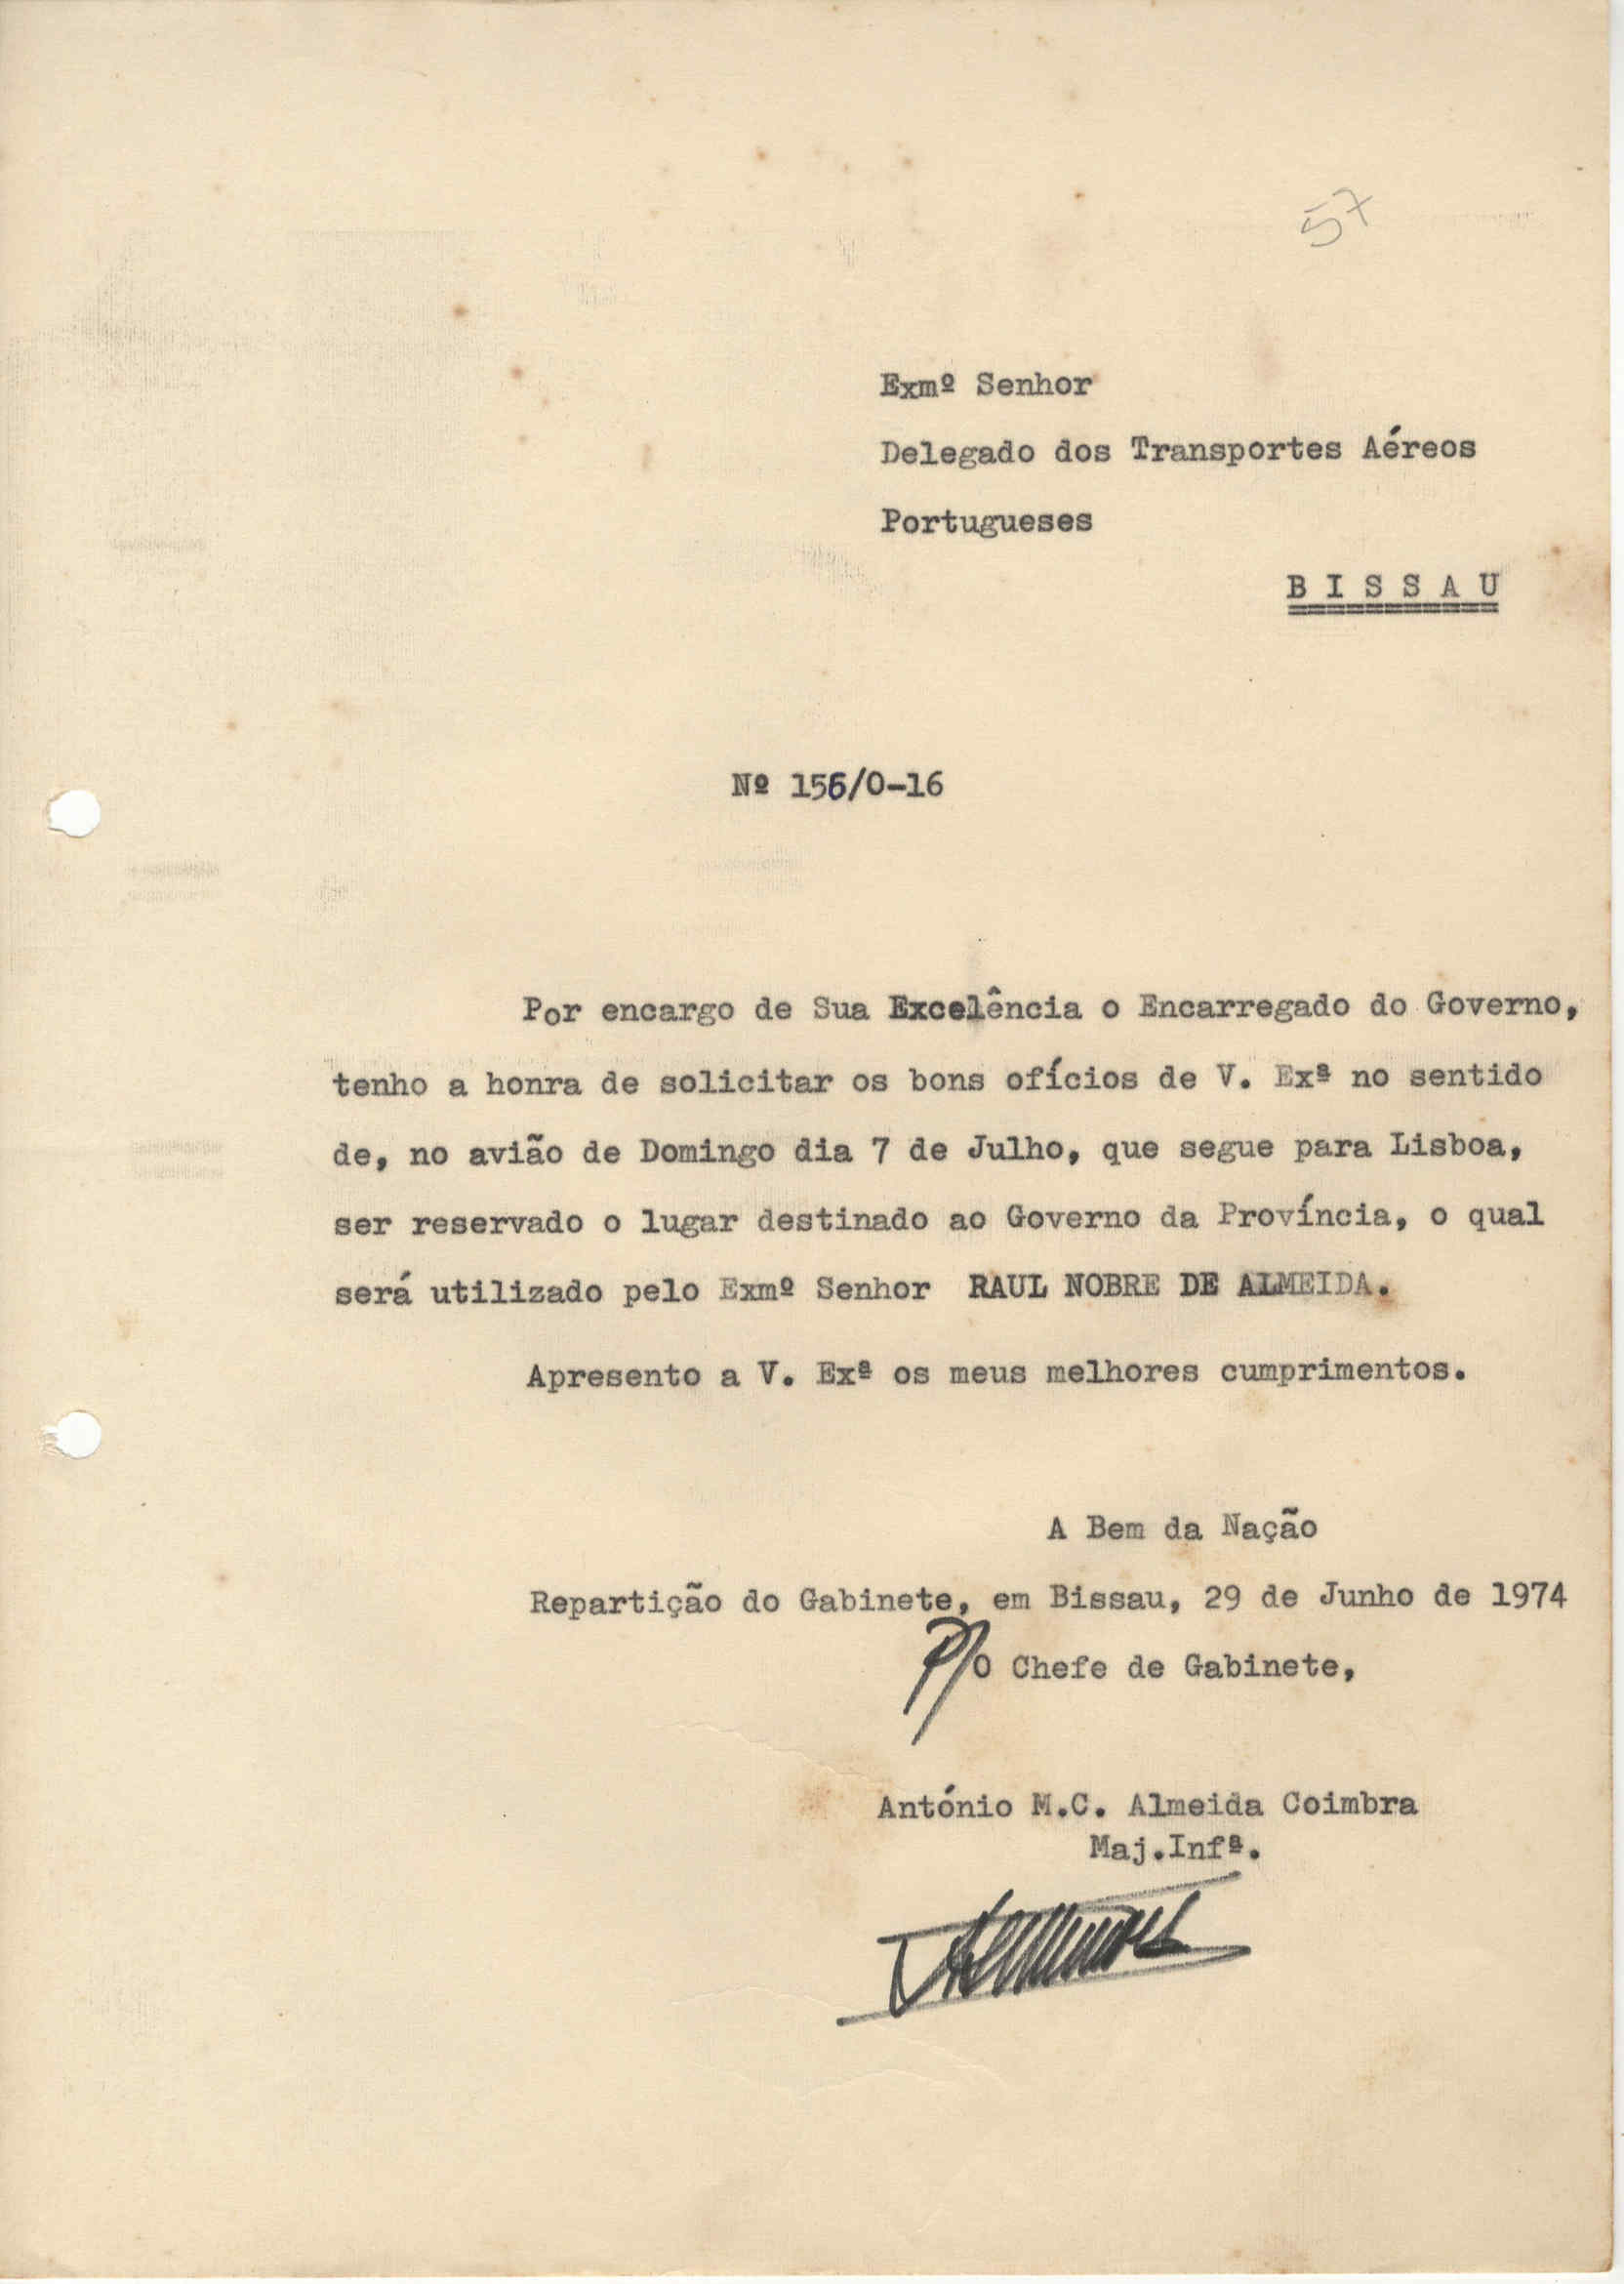 57
Exmº Senhor
Delegado dos Transportes Aéreos
Portugueses
B I S S A U
Nº 156/0-16
Por encargo de Sua Excelência o Encarregado do Governo,
tenho a honra de solicitar os bons ofícios de V. Exª no sentido
de, no avião de Domingo dia 7 de Julho, que segue para Lisboa,
ser reservado o lugar destinado ao Governo da Província, o qual
será utilizado pelo Exmº Senhor RAUL NOBRE DE ALMEIDA.
Apresento a V. Exª os meus melhores cumprimentos.
A Bem da Nação
Repartição do Gabinete, em Bissau, 29 de Junho de 1974
P/O Chefe de Gabinete,
António M.C. Almeida Coimbra
Maj.Infª.